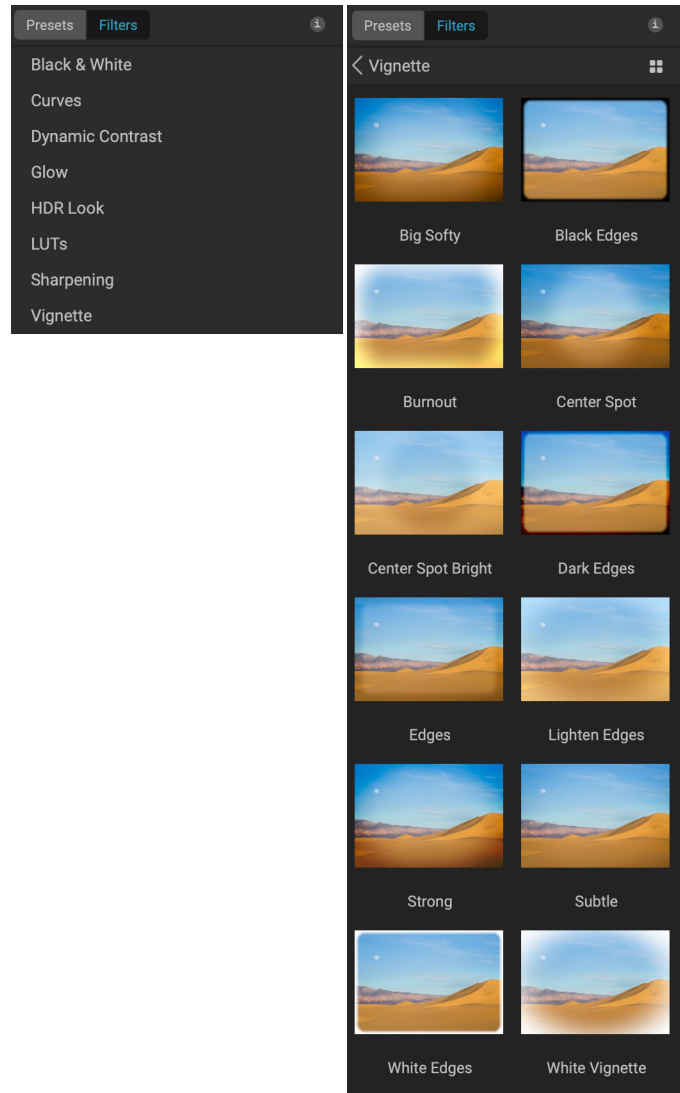 Presets Filters i
Black & White
Curves
Dynamic Contrast
Glow
HDR Look
LUTs
Sharpening
Vignette
Presets Filters i
Vignette
Big Softy Black Edges
Burnout Center Spot
Center Spot Bright Dark Edges
Edges Lighten Edges
Strong Subtle
White Edges White Vignette